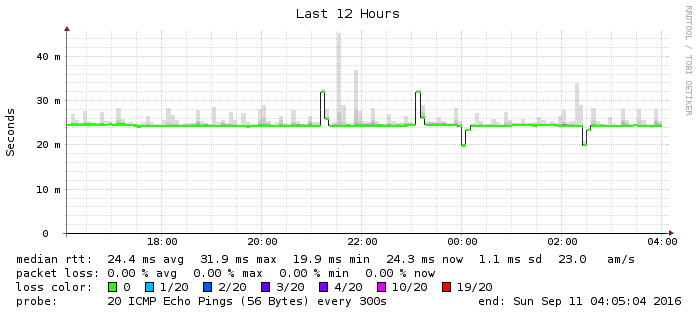 Last 12 Hours
RRDTOOL / TOBI OETIKER
Seconds
40 m
30 m
20 m
10 m
0
18:00 20:00 22:00 00:00 02:00 04:00
median rtt: 24.4 ms avg 31.9 ms max 19.9 ms min 24.3 ms now 1.1 ms sd 23.0 am/s
packet loss: 0.00 % avg 0.00 % max 0.00 % min 0.00 % now
loss color: 0 1/20 2/20 3/20 4/20 10/20 19/20
probe: 20 ICMP Echo Pings (56 Bytes) every 300s end: Sun Sep 11 04:05:04 2016